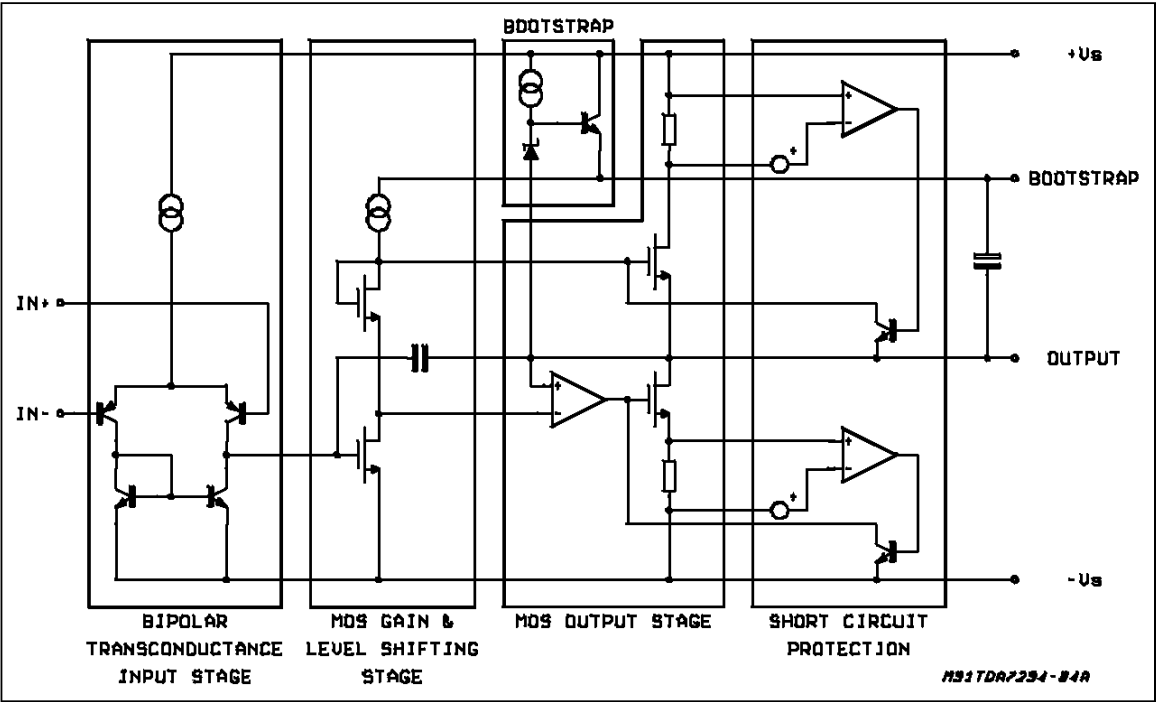 BOOTSTRAP
+Vs
BOOTSTRAP
IN+
OUTPUT
IN-
-Vs
BIPOLAR
TRANSCONDUCTANCE
INPUT STAGE
MOS GAIN &
LEVEL SHIFTING
STAGE
MOS OUTPUT STAGE
SHORT CIRCUIT
PROTECTION
M91TDA7294-04A
+
-
+
+
-
+
-
+